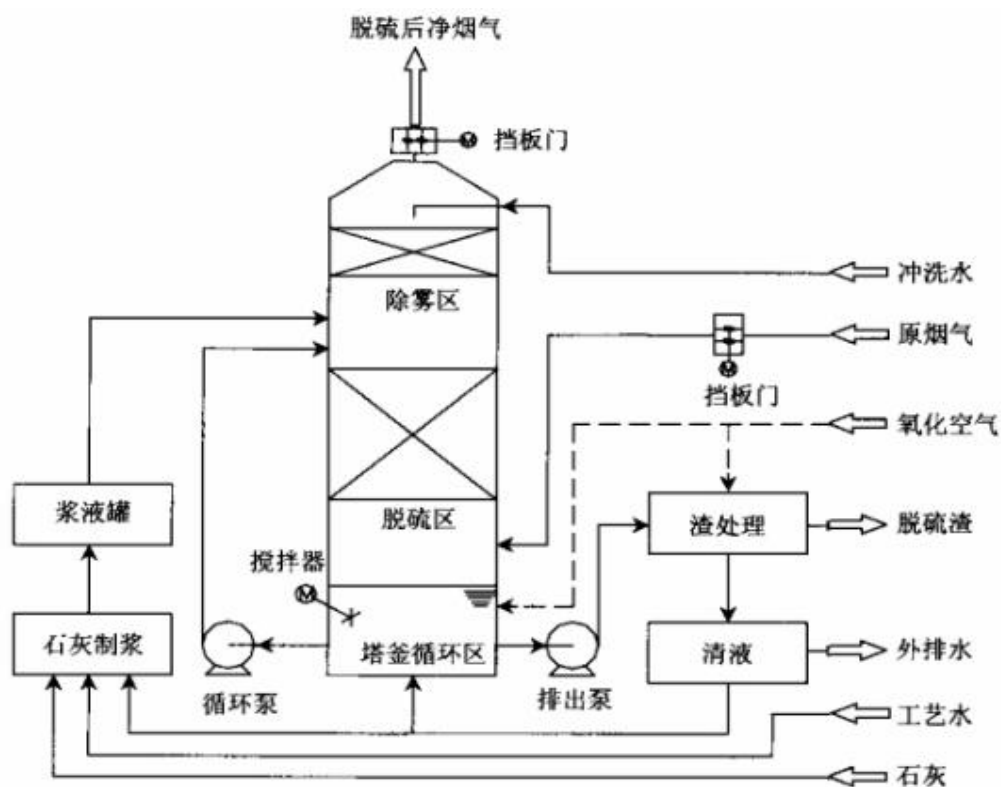 脱硫后净烟气
M
挡板门
冲洗水
除雾区
原烟气
M
挡板门
氧化空气
浆液罐
脱硫区
渣处理
脱硫渣
搅拌器
M
石灰制浆
塔釜循环区
清液
外排水
循环泵
排出泵
工艺水
石灰